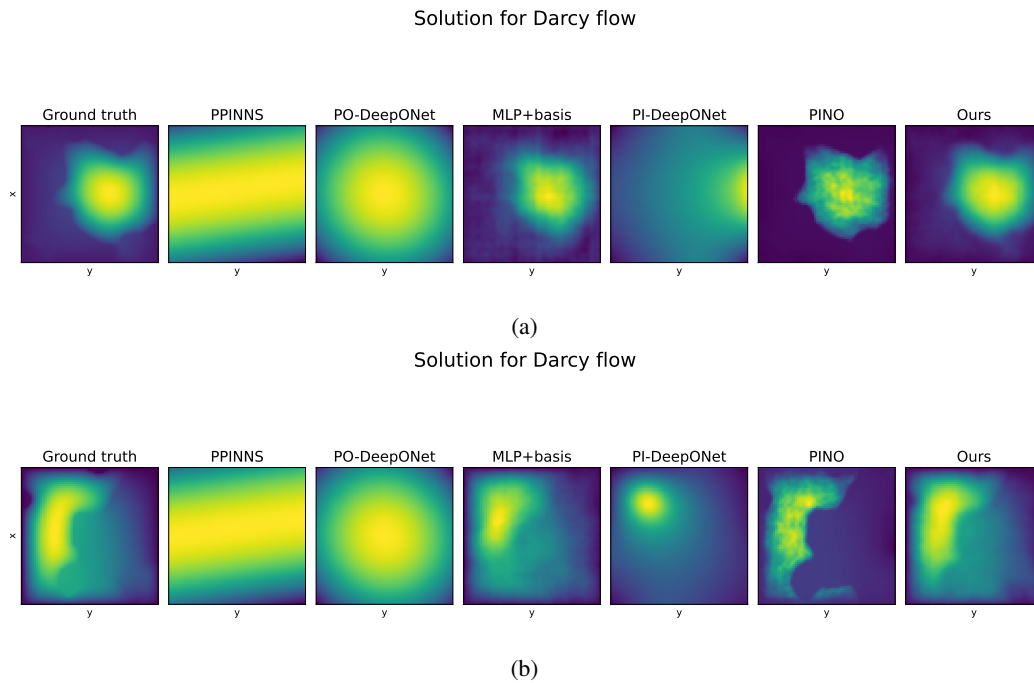 Solution for Darcy flow
Ground truth PPINNS PO-DeepONet MLP+basis PI-DeepONet PINO Ours
x
y y y y y y y
(a)
Solution for Darcy flow
Ground truth PPINNS PO-DeepONet MLP+basis PI-DeepONet PINO Ours
x
y y y y y y y
(b)